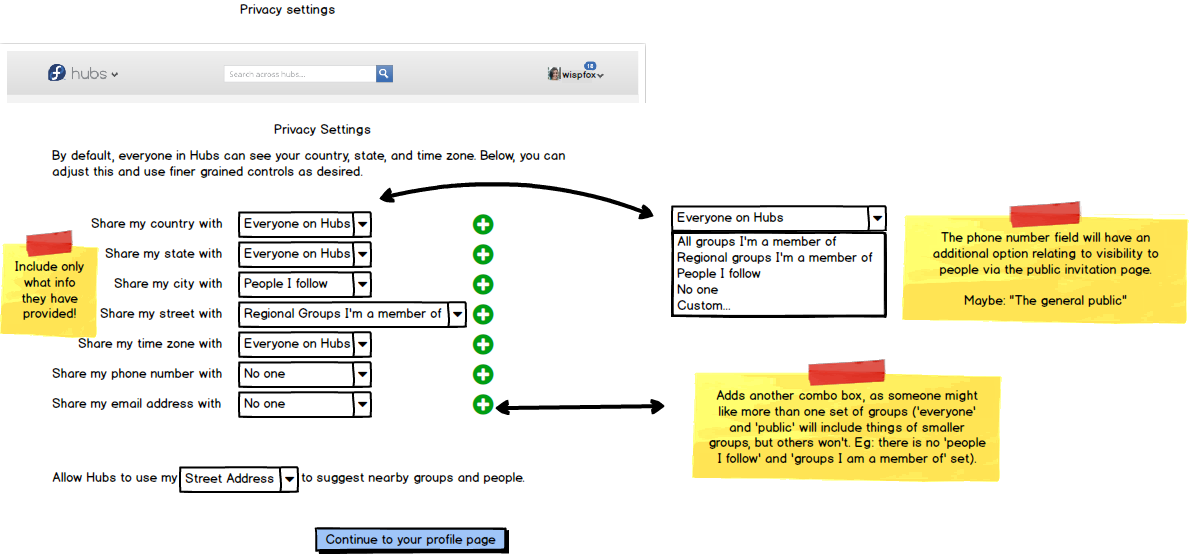 Privacy settings
hubs
Search across hubs...
18
wispfox
Privacy Settings
By default, everyone in Hubs can see your country, state, and time zone. Below, you can
adjust this and use finer grained controls as desired.
Share my country with Everyone on Hubs
Share my state with Everyone on Hubs
Share my city with People I follow
Share my street with Regional Groups I'm a member of
Share my time zone with Everyone on Hubs
Share my phone number with No one
Share my email address with No one
Include only
what info
they have
provided!
Everyone on Hubs
All groups I'm a member of
Regional groups I'm a member of
People I follow
No one
Custom...
The phone number field will have an
additional option relating to visibility to
people via the public invitation page.
Maybe: "The general public"
Adds another combo box, as someone might
like more than one set of groups ('everyone'
and 'public' will include things of smaller
groups, but others won't. Eg: there is no 'people
I follow' and 'groups I am a member of' set).
Allow Hubs to use my Street Address to suggest nearby groups and people.
Continue to your profile page